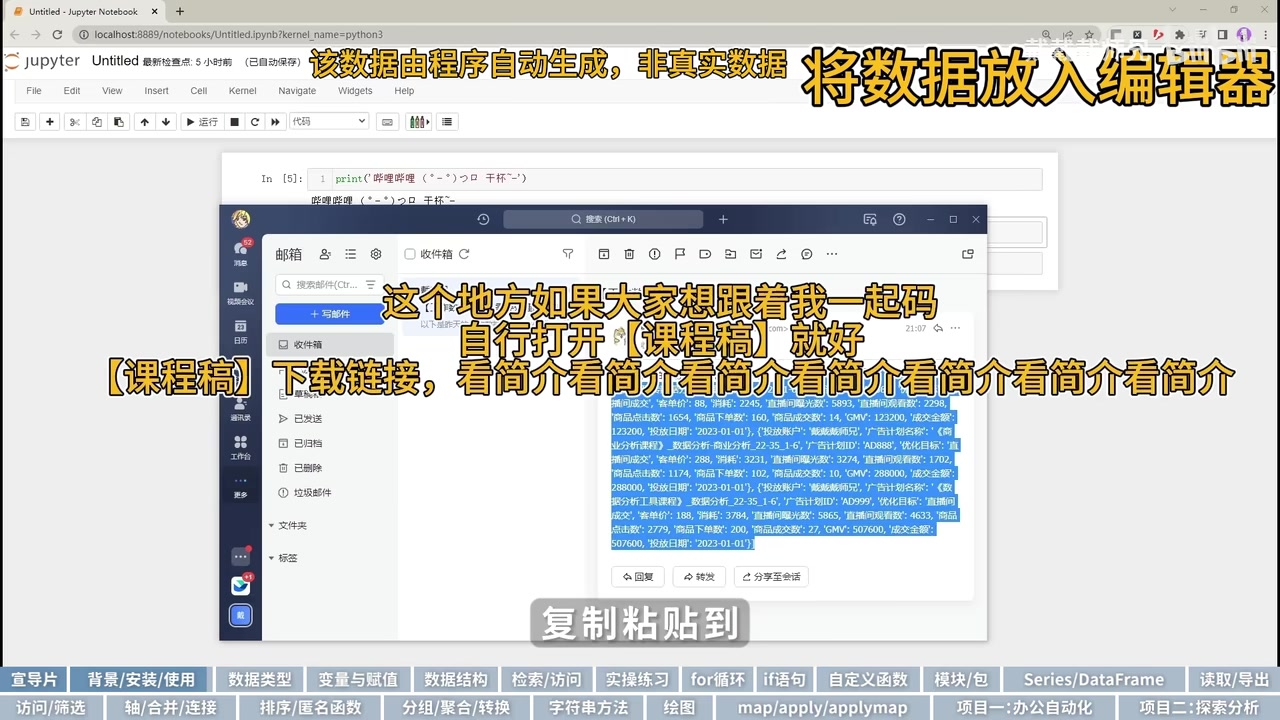 Untitled - Jupyter Notebook
localhost:8889/notebooks/Untitled.ipynb?kernel_name=python3
jupyter Untitled 最新检查点: 5 小时前 (已自动保存)
该数据由程序自动生成，非真实数据
将数据放入编辑器
File Edit View Insert Cell Kernel Navigate Widgets Help
运行 代码
In [5]: 1 print('哔哩哔哩 (゜-゜)つロ 干杯~-')
哔哩哔哩 (゜-゜)つロ 干杯~-
搜索 (Ctrl+K)
52
消息
视频会议
23
日历
通讯录
工作台
更多
+1
戴
邮箱
收件箱
搜索邮件(Ctr...
写邮件
收件箱
已发送
已归档
已删除
垃圾邮件
文件夹
标签
这个地方如果大家想跟着我一起码
自行打开【课程稿】就好
【课程稿】下载链接，看简介看简介看简介看简介看简介看简介看简介
21:07
播间成交', '客单价': 88, '消耗': 2245, '直播间曝光数': 5893, '直播间观看数': 2298,
'商品点击数': 1654, '商品下单数': 160, '商品成交数': 14, 'GMV': 123200, '成交金额':
123200, '投放日期': '2023-01-01'}, {'投放账户': '戴戴戴师兄', '广告计划名称': '《商
业分析课程》_数据分析-商业分析_22-35_1-6', '广告计划ID': 'AD888', '优化目标': '直
播间成交', '客单价': 288, '消耗': 3231, '直播间曝光数': 3274, '直播间观看数': 1702,
'商品点击数': 1174, '商品下单数': 102, '商品成交数': 10, 'GMV': 288000, '成交金额':
288000, '投放日期': '2023-01-01'}, {'投放账户': '戴戴戴师兄', '广告计划名称': '《数
据分析工具课程》_数据分析_22-35_1-6', '广告计划ID': 'AD999', '优化目标': '直播间
成交', '客单价': 188, '消耗': 3784, '直播间曝光数': 5865, '直播间观看数': 4633, '商品
点击数': 2779, '商品下单数': 200, '商品成交数': 27, 'GMV': 507600, '成交金额':
507600, '投放日期': '2023-01-01'}]
回复 转发 分享至会话
复制粘贴到
宣导片 背景/安装/使用 数据类型 变量与赋值 数据结构 检索/访问 实操练习 for循环 if语句 自定义函数 模块/包 Series/DataFrame 读取/导出
访问/筛选 轴/合并/连接 排序/匿名函数 分组/聚合/转换 字符串方法 绘图 map/apply/applymap 项目一:办公自动化 项目二:探索分析